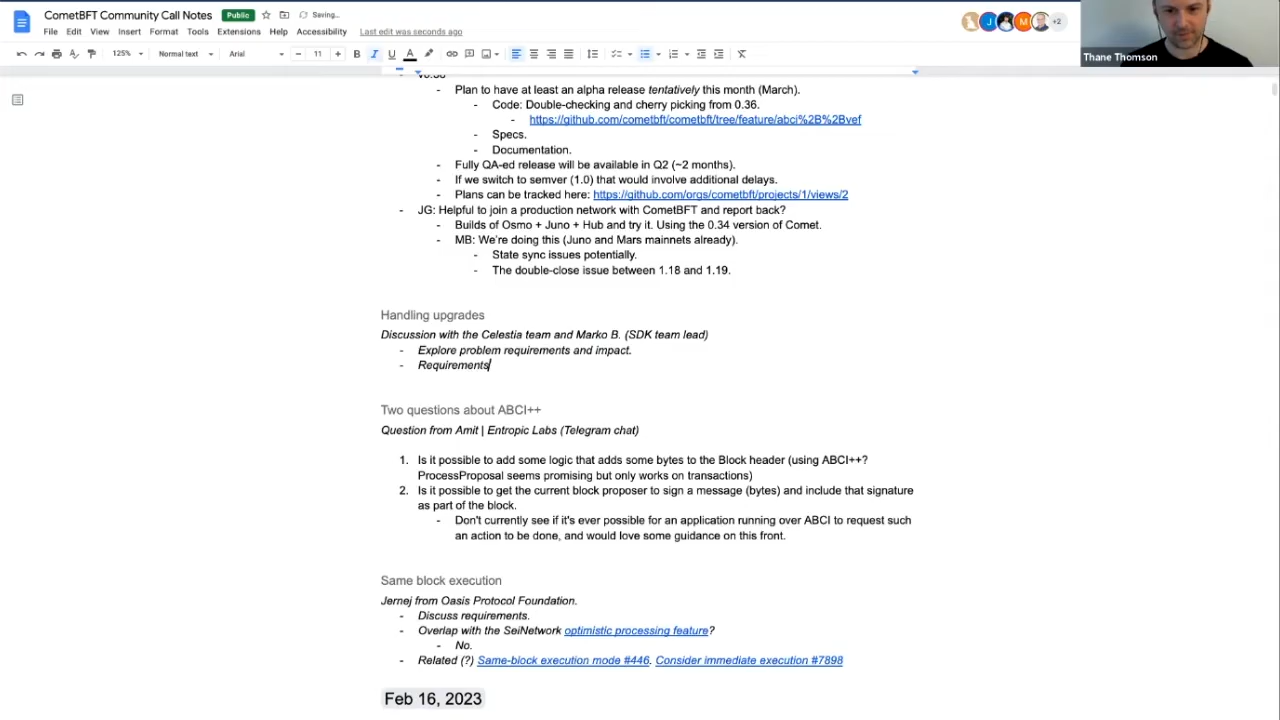 CometBFT Community Call Notes Public Saving...
File Edit View Insert Format Tools Extensions Help Accessibility Last edit was seconds ago
J M +2
125% Normal text Arial 11
Thane Thomson
- Plan to have at least an alpha release tentatively this month (March).
- Code: Double-checking and cherry picking from 0.36.
- https://github.com/cometbft/cometbft/tree/feature/abci%2B%2Bvef
- Specs.
- Documentation.
- Fully QA-ed release will be available in Q2 (~2 months).
- If we switch to semver (1.0) that would involve additional delays.
- Plans can be tracked here: https://github.com/orgs/cometbft/projects/1/views/2
- JG: Helpful to join a production network with CometBFT and report back?
- Builds of Osmo + Juno + Hub and try it. Using the 0.34 version of Comet.
- MB: We're doing this (Juno and Mars mainnets already).
- State sync issues potentially.
- The double-close issue between 1.18 and 1.19.
Handling upgrades
Discussion with the Celestia team and Marko B. (SDK team lead)
- Explore problem requirements and impact.
- Requirements
Two questions about ABCI++
Question from Amit | Entropic Labs (Telegram chat)
1. Is it possible to add some logic that adds some bytes to the Block header (using ABCI++?
ProcessProposal seems promising but only works on transactions)
2. Is it possible to get the current block proposer to sign a message (bytes) and include that signature
as part of the block.
- Don't currently see if it's ever possible for an application running over ABCI to request such
an action to be done, and would love some guidance on this front.
Same block execution
Jernej from Oasis Protocol Foundation.
- Discuss requirements.
- Overlap with the SeiNetwork optimistic processing feature?
- No.
- Related (?) Same-block execution mode #446. Consider immediate execution #7898
Feb 16, 2023